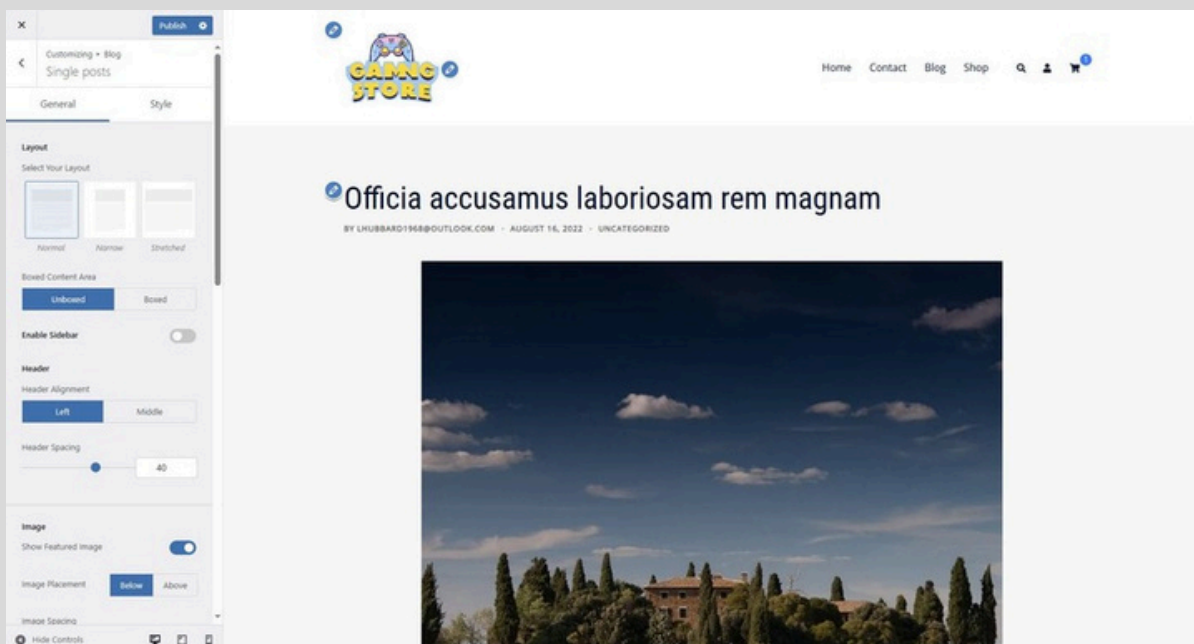 Publish
Customizing • Blog
Single posts
General Style
Layout
Select Your Layout
Normal Narrow Stretched
Boxed Content Area
Unboxed Boxed
Enable Sidebar
Header
Header Alignment
Left Middle
Header Spacing
40
Image
Show Featured Image
Image Placement Below Above
Image Spacing
Hide Controls
GAMNG
STORE
Home Contact Blog Shop
Officia accusamus laboriosam rem magnam
BY LHUBBARD1968@OUTLOOK.COM - AUGUST 16, 2022 - UNCATEGORIZED